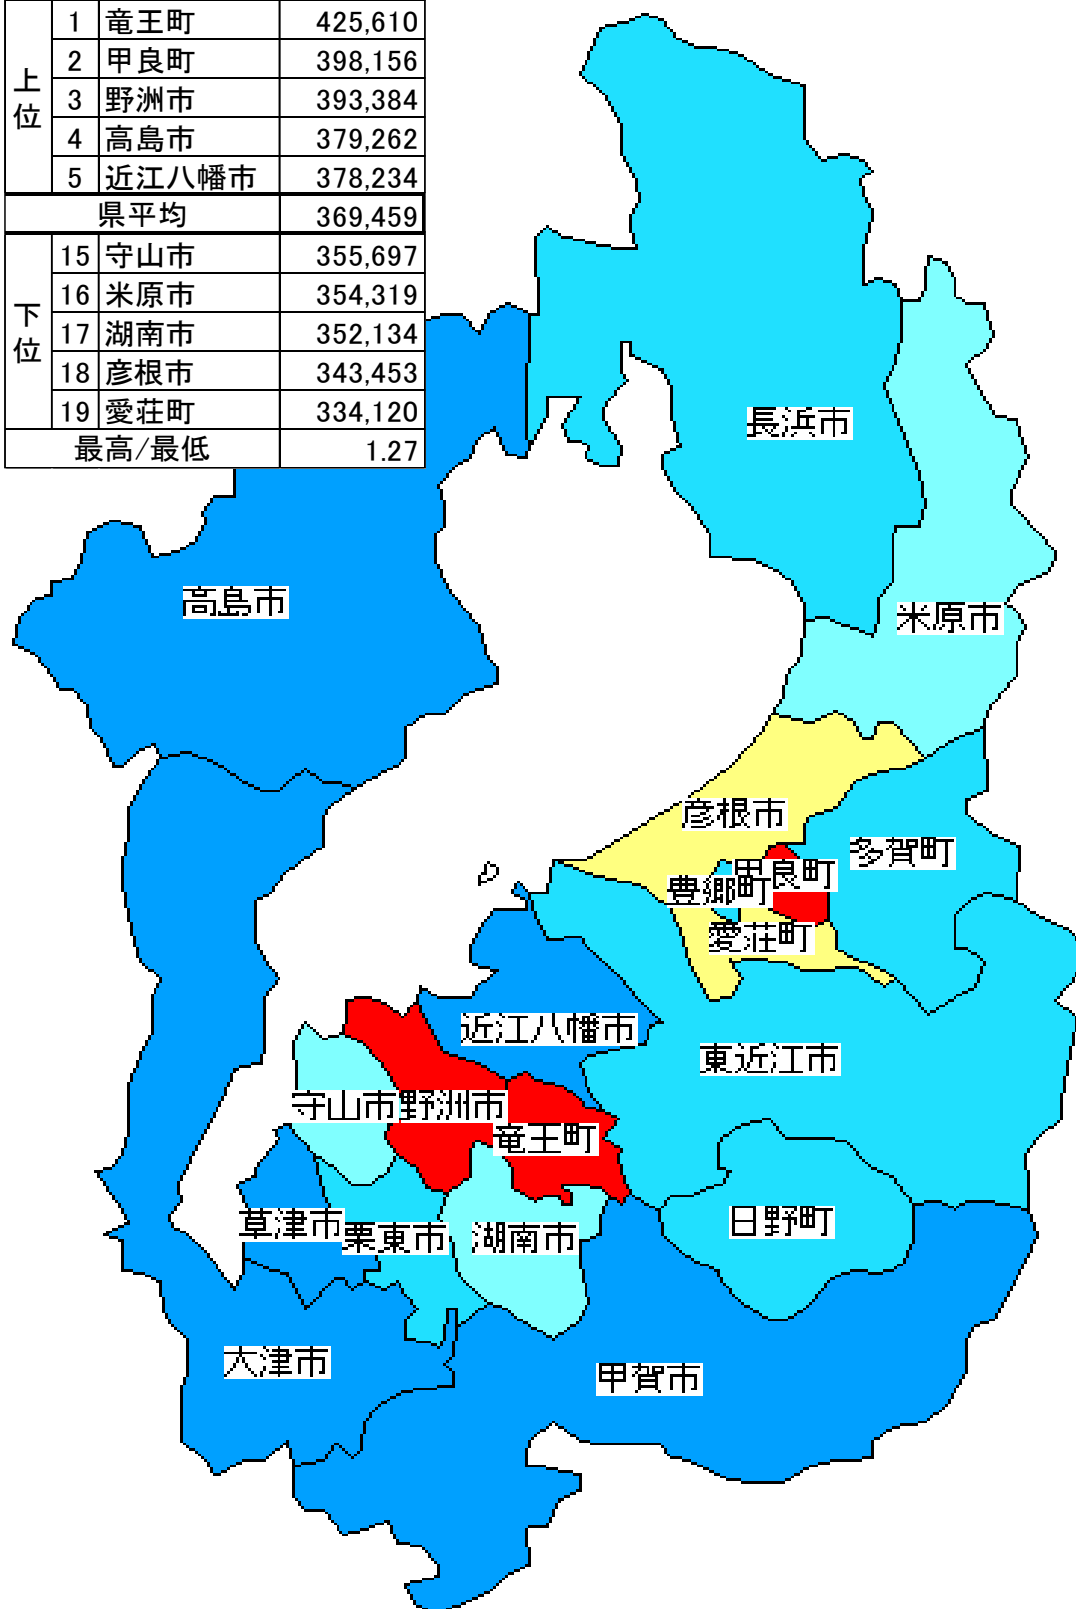 上位
1 竜王町 425,610
2 甲良町 398,156
3 野洲市 393,384
4 高島市 379,262
5 近江八幡市 378,234
県平均 369,459
下位
15 守山市 355,697
16 米原市 354,319
17 湖南市 352,134
18 彦根市 343,453
19 愛荘町 334,120
最高/最低 1.27
長浜市
高島市
米原市
彦根市
多賀町
甲良町
豊郷町
愛荘町
近江八幡市
東近江市
守山市
野洲市
竜王町
草津市
栗東市
湖南市
日野町
大津市
甲賀市